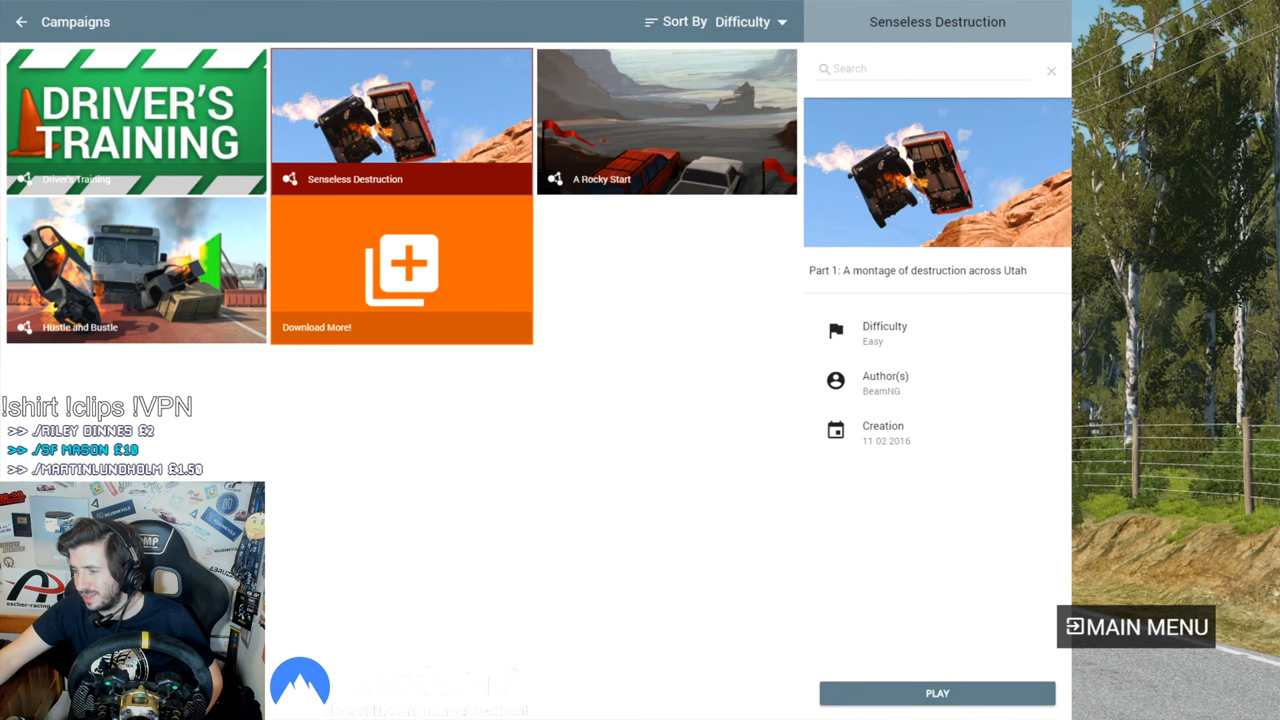 Campaigns
Sort By Difficulty
Senseless Destruction
Search
DRIVER'S
TRAINING
Driver's Training
Senseless Destruction
A Rocky Start
Hustle and Bustle
Download More!
Part 1: A montage of destruction across Utah
Difficulty
Easy
Author(s)
BeamNG
Creation
11 02 2016
!shirt !clips !VPN
>> ./RILEY DINNES £2
>> ./SF MASON £10
>> ./MARTINLUNDHOLM £1.50
escher-racing.
MAIN MENU
PLAY